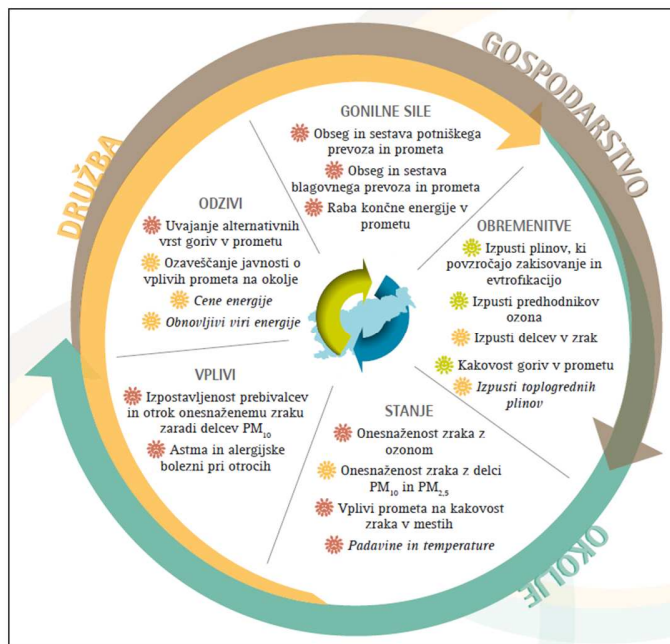 DRUŽBA
GOSPODARSTVO
OKOLJE
GONILNE SILE
Obseg in sestava potniškega
prevoza in prometa
Obseg in sestava
blagovnega prevoza in prometa
Raba končne energije v
prometu
OBREMENITVE
Izpusti plinov, ki
povzročajo zakisovanje in
evtrofikacijo
Izpusti predhodnikov
ozona
Izpusti delcev v zrak
Kakovost goriv v prometu
Izpusti toplogrednih
plinov
STANJE
Onesnaženost zraka z
ozonom
Onesnaženost zraka z delci
PM₁₀ in PM₂,₅
Vplivi prometa na kakovost
zraka v mestih
Padavine in temperature
VPLIVI
Izpostavljenost prebivalcev
in otrok onesnaženemu zraku
zaradi delcev PM₁₀
Astma in alergijske
bolezni pri otrocih
ODZIVI
Uvajanje alternativnih
vrst goriv v prometu
Ozaveščanje javnosti o
vplivih prometa na okolje
Cene energije
Obnovljivi viri energije